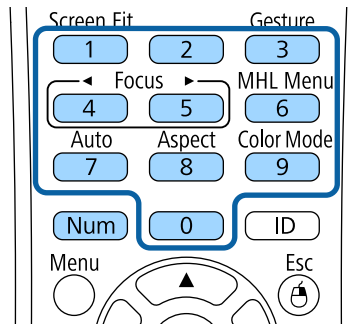 Screen Fit Gesture
1 2 3
◄ Focus ► MHL Menu
4 5 6
Auto Aspect Color Mode
7 8 9
Num 0 ID
Menu Esc